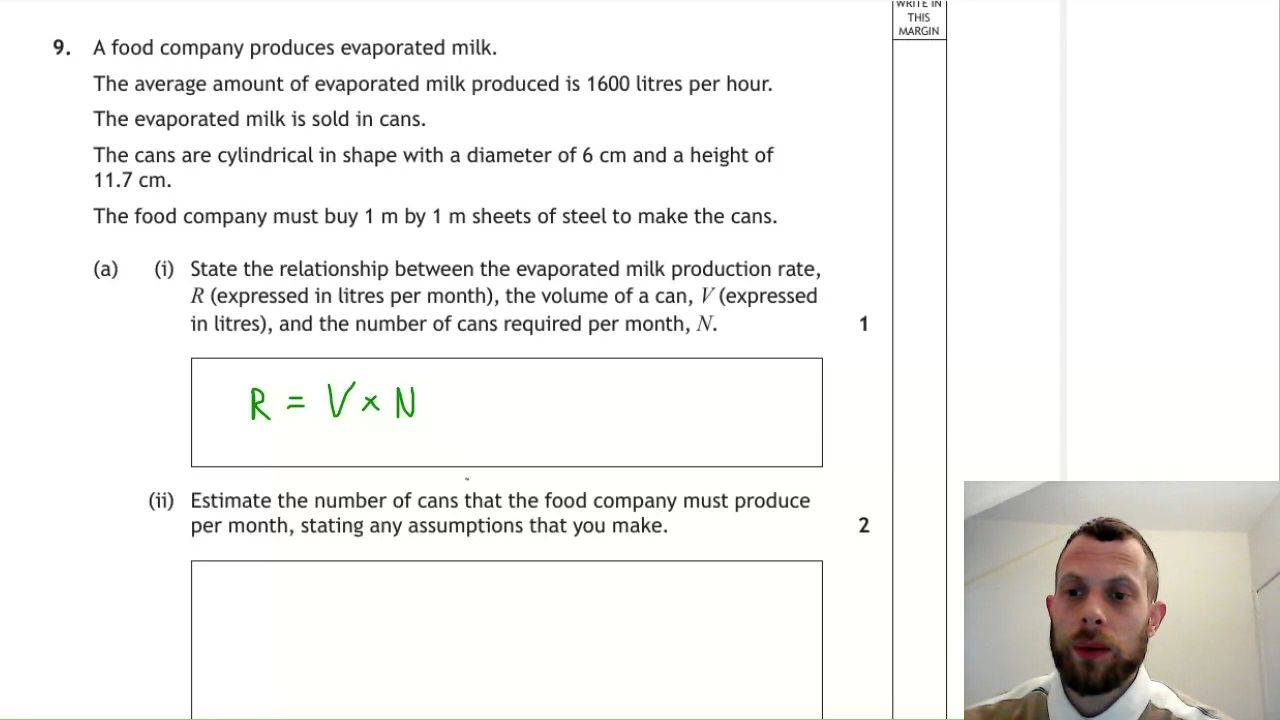 WRITE IN
THIS
MARGIN
9. A food company produces evaporated milk.
The average amount of evaporated milk produced is 1600 litres per hour.
The evaporated milk is sold in cans.
The cans are cylindrical in shape with a diameter of 6 cm and a height of
11.7 cm.
The food company must buy 1 m by 1 m sheets of steel to make the cans.
(a) (i) State the relationship between the evaporated milk production rate,
R (expressed in litres per month), the volume of a can, V (expressed
in litres), and the number of cans required per month, N. 1
R = V × N
(ii) Estimate the number of cans that the food company must produce
per month, stating any assumptions that you make. 2